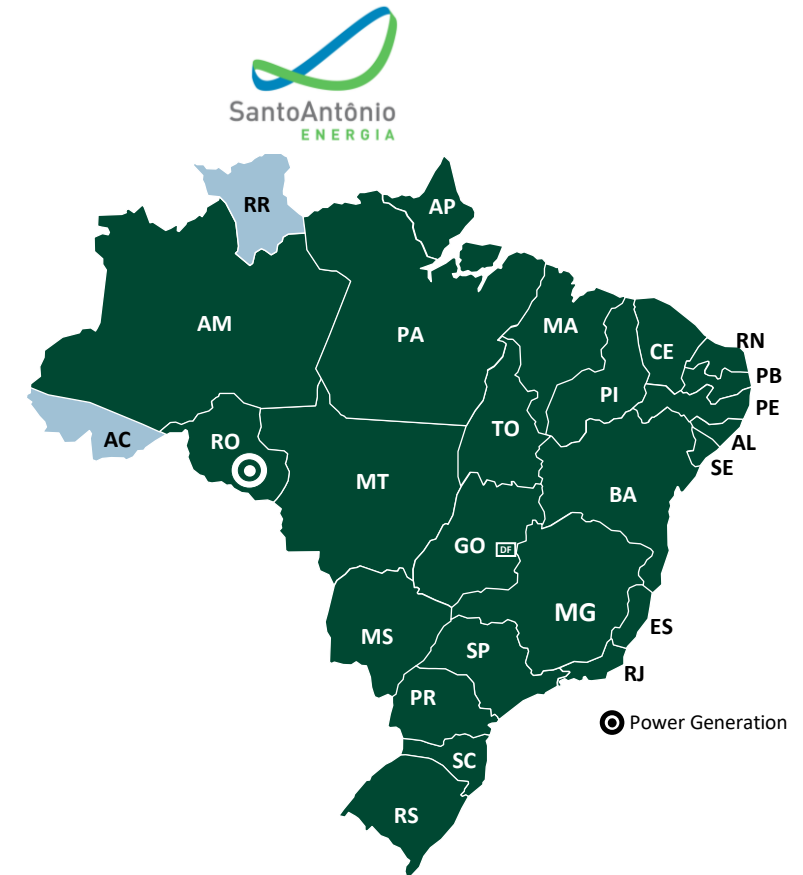 SantoAntônio
ENERGIA
RR
AP
AM
PA
MA
CE
RN
PB
PI
PE
TO
AL
AC
RO
SE
MT
BA
GO
DF
MG
ES
MS
SP
RJ
PR
Power Generation
SC
RS